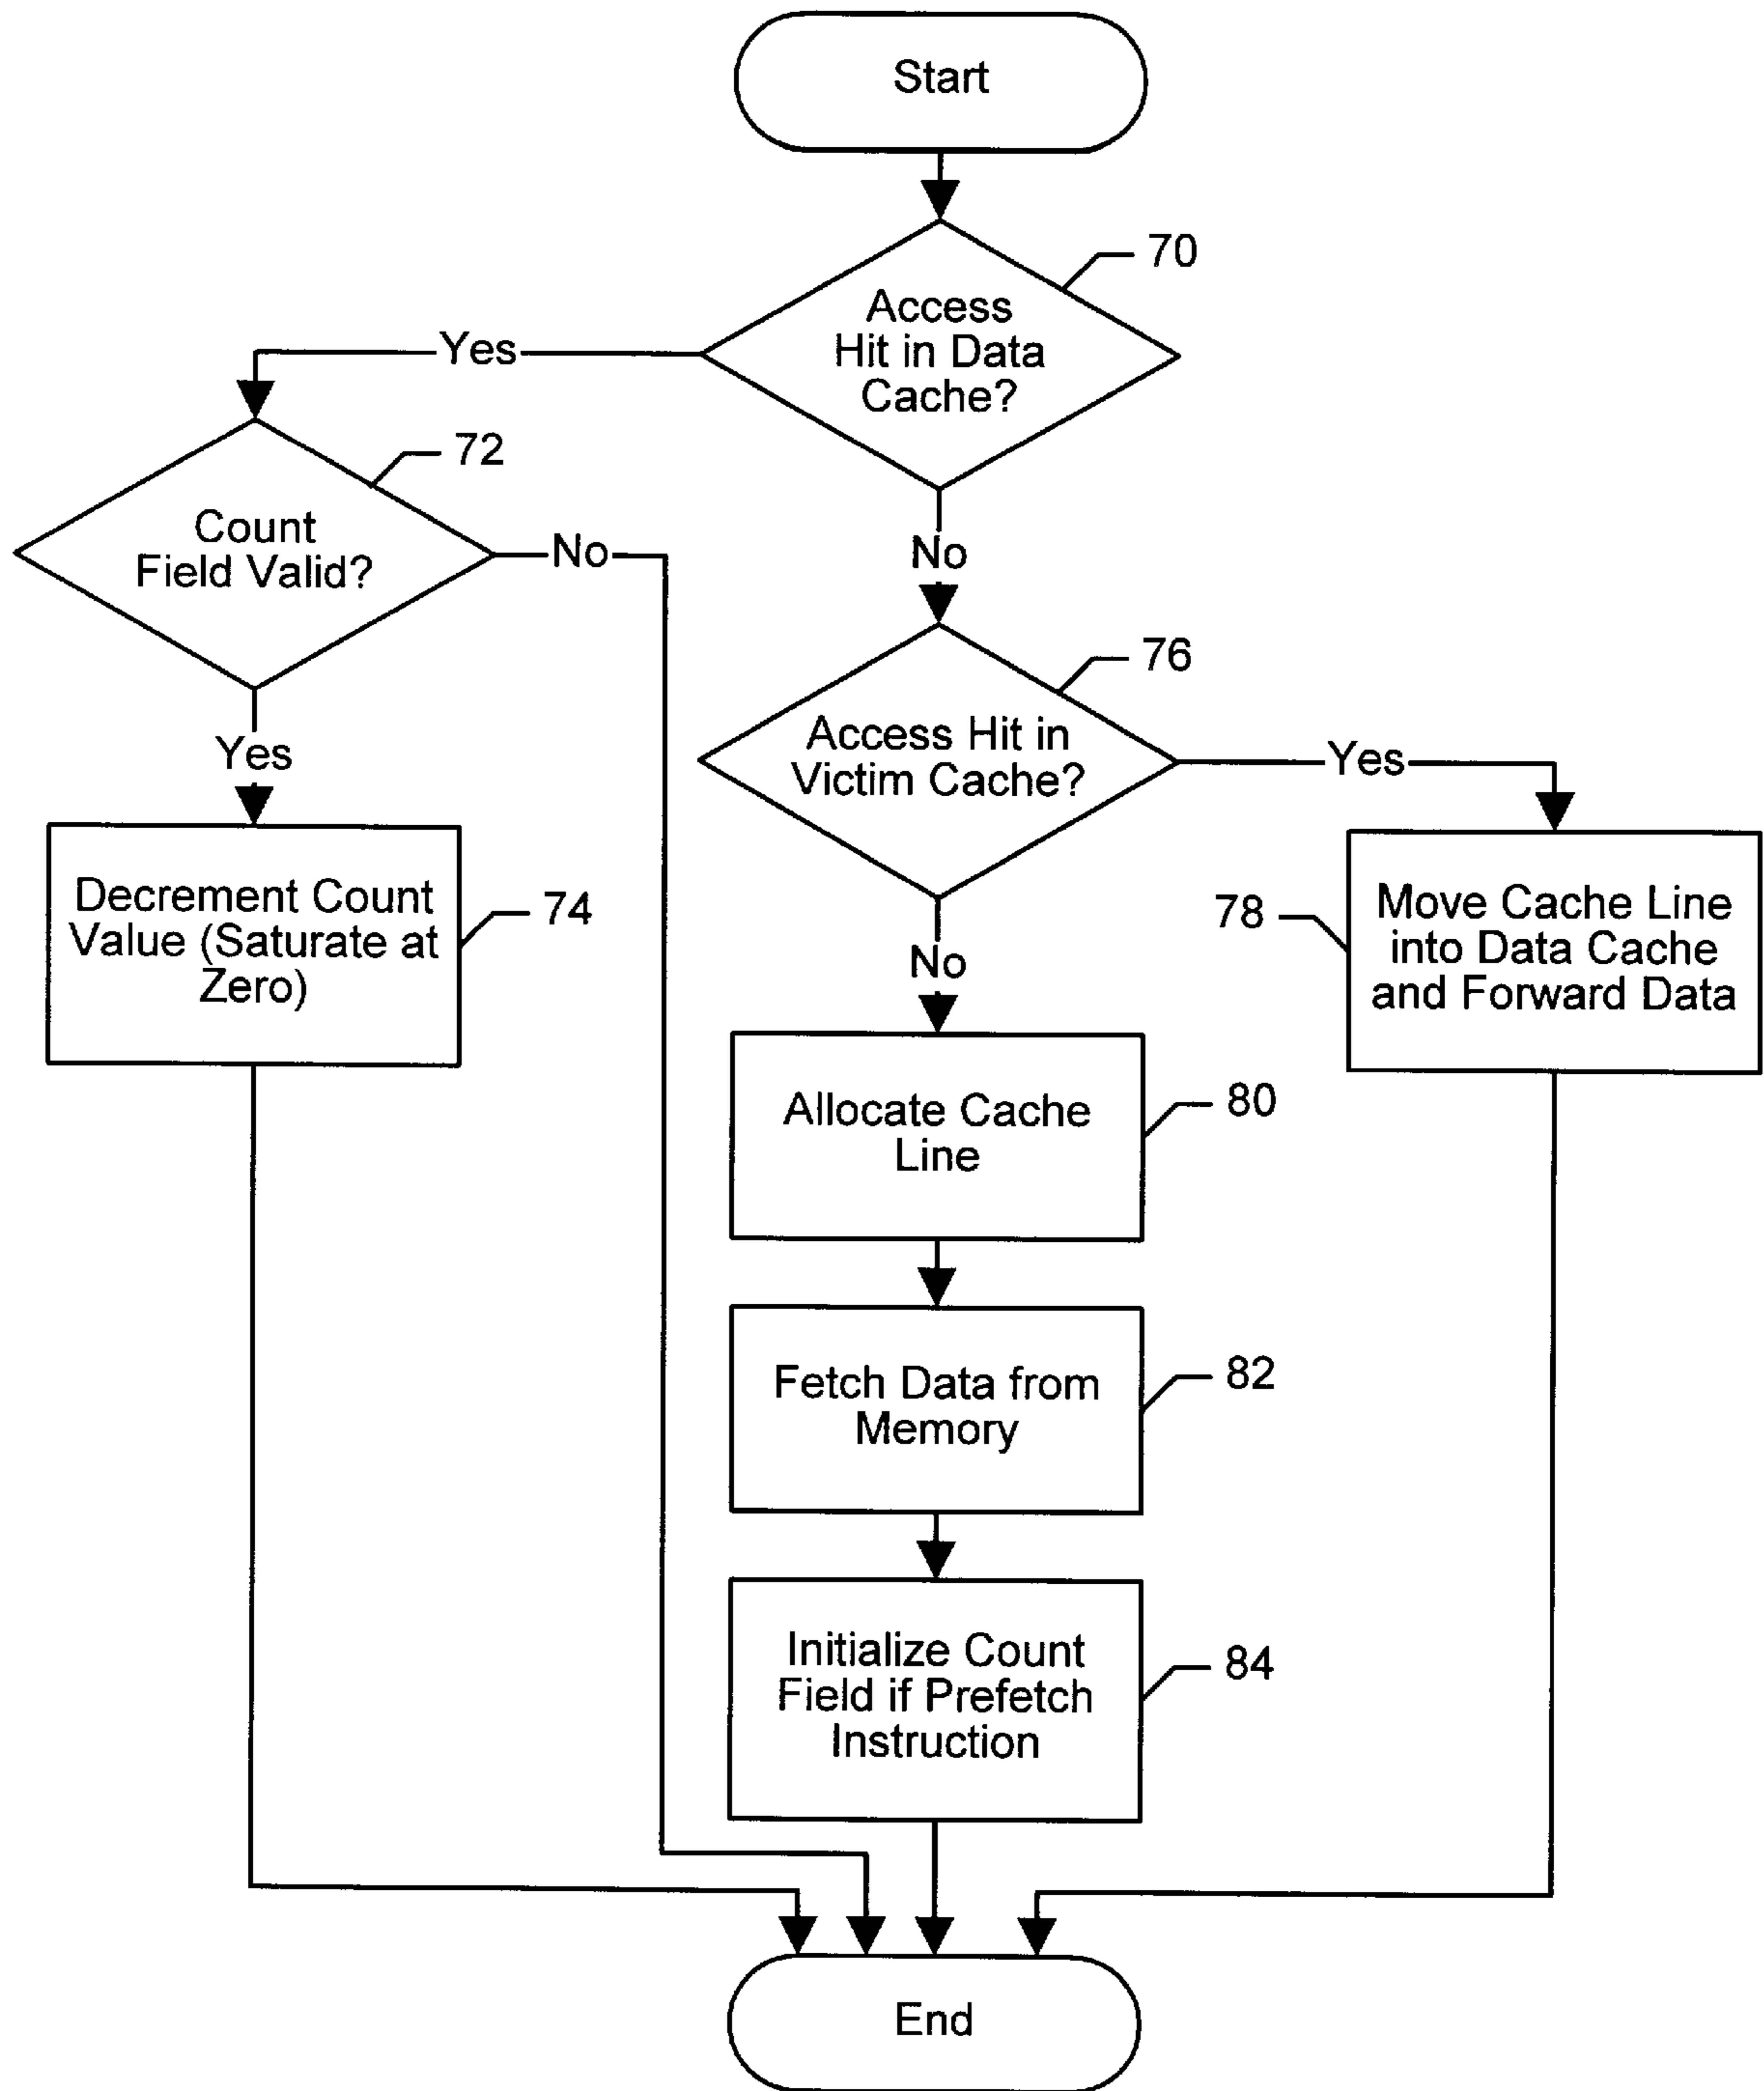 Start
70
Access
Hit in Data
Cache?
Yes
72
Count
Field Valid?
No
No
76
Access Hit in
Victim Cache?
Yes
Yes
Decrement Count
Value (Saturate at
Zero)
74
No
78
Move Cache Line
into Data Cache
and Forward Data
Allocate Cache
Line
80
Fetch Data from
Memory
82
Initialize Count
Field if Prefetch
Instruction
84
End